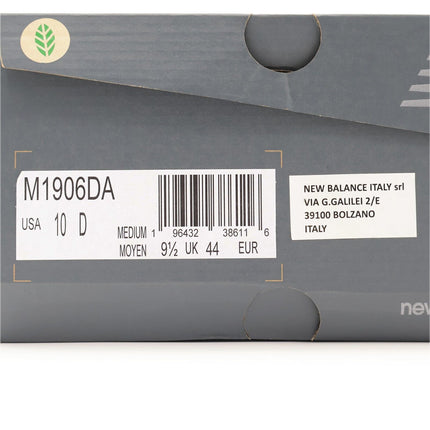 M1906DA
USA 10 D
MEDIUM 1 96432 38611 6
MOYEN 9½ UK 44 EUR
NEW BALANCE ITALY srl
VIA G.GALILEI 2/E
39100 BOLZANO
ITALY
new